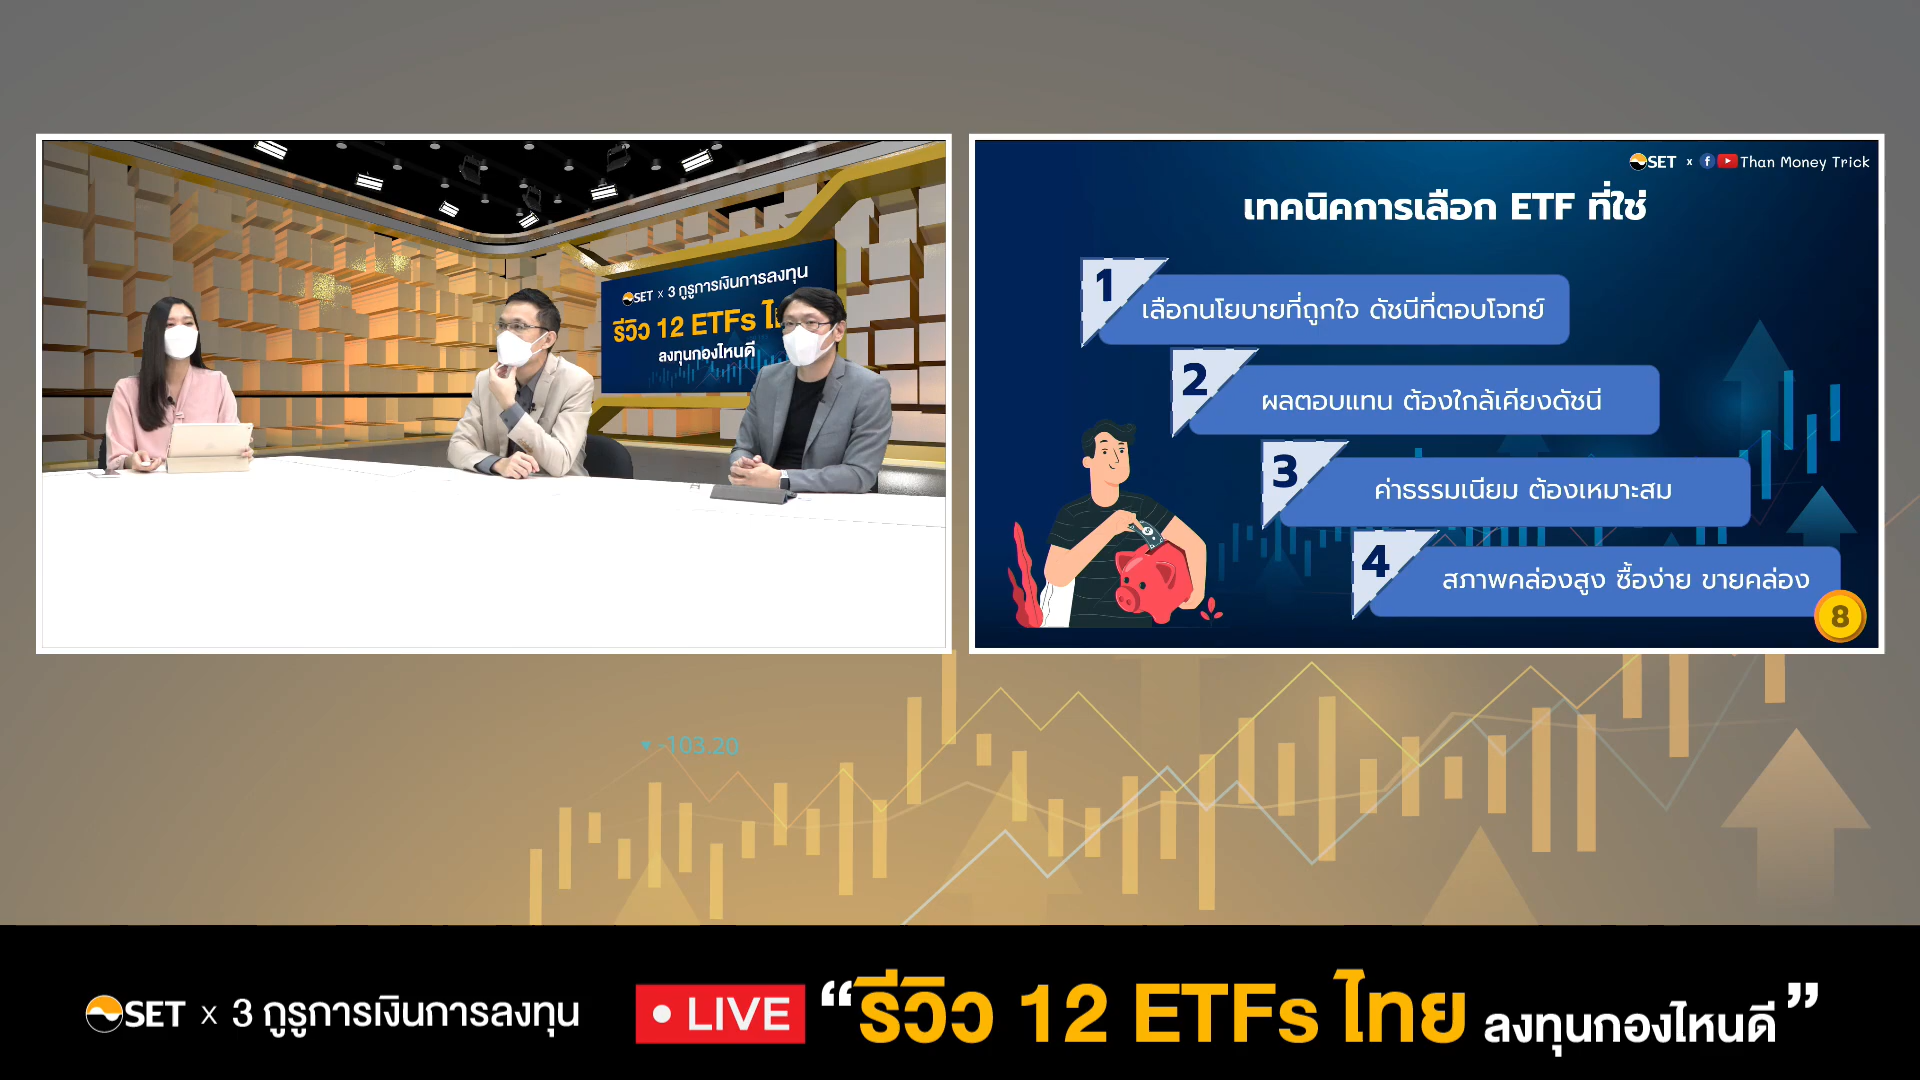 SET x 3 กูรูการเงินการลงทุน
รีวิว 12 ETFs
ลงทุนกองไหนดี
SET x Than Money Trick
เทคนิคการเลือก ETF ที่ใช่
1
เลือกนโยบายที่ถูกใจ ดัชนีที่ตอบโจทย์
2
ผลตอบแทน ต้องใกล้เคียงดัชนี
3
ค่าธรรมเนียม ต้องเหมาะสม
4
สภาพคล่องสูง ซื้อง่าย ขายคล่อง
8
-103.20
SET x 3 กูรูการเงินการลงทุน
LIVE “รีวิว 12 ETFs ไทย ลงทุนกองไหนดี”